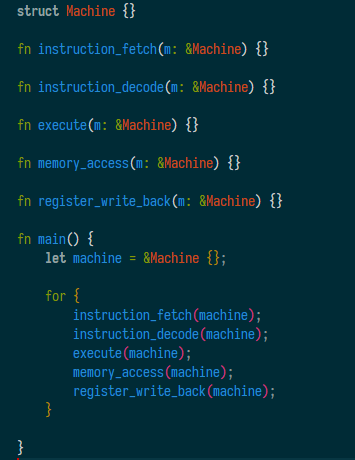 struct Machine {}
fn instruction_fetch(m: &Machine) {}
fn instruction_decode(m: &Machine) {}
fn execute(m: &Machine) {}
fn memory_access(m: &Machine) {}
fn register_write_back(m: &Machine) {}
fn main() {
    let machine = &Machine {};
    for {
        instruction_fetch(machine);
        instruction_decode(machine);
        execute(machine);
        memory_access(machine);
        register_write_back(machine);
    }
}